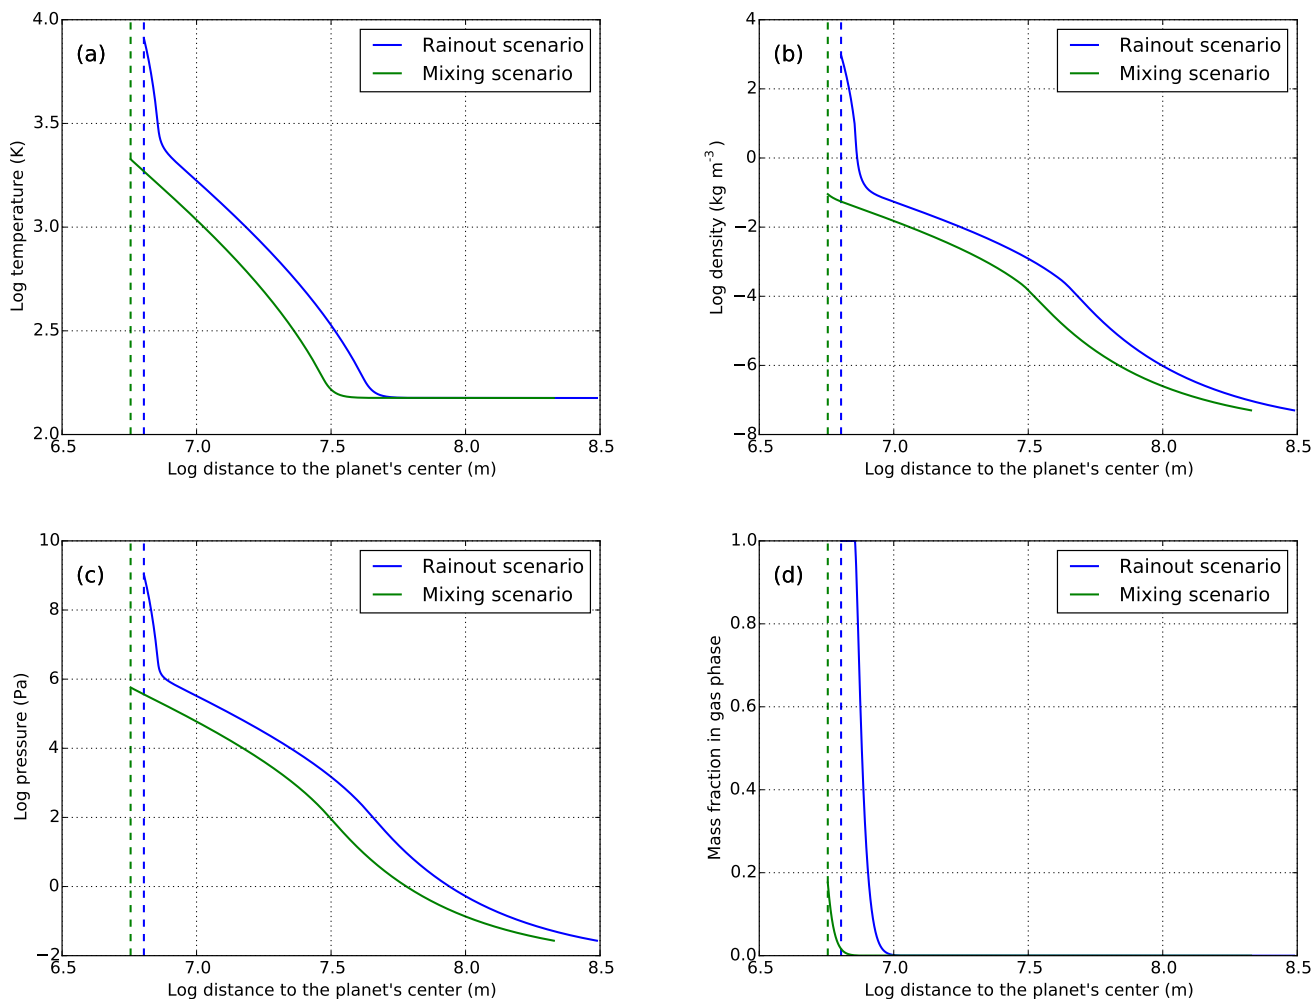 (a)
Rainout scenario
Mixing scenario
Log temperature (K)
4.0
3.5
3.0
2.5
2.0
6.5 7.0 7.5 8.0 8.5
Log distance to the planet's center (m)
(b)
Rainout scenario
Mixing scenario
Log density (kg m⁻³)
4
2
0
−2
−4
−6
−8
6.5 7.0 7.5 8.0 8.5
Log distance to the planet's center (m)
(c)
Rainout scenario
Mixing scenario
Log pressure (Pa)
10
8
6
4
2
0
−2
6.5 7.0 7.5 8.0 8.5
Log distance to the planet's center (m)
(d)
Rainout scenario
Mixing scenario
Mass fraction in gas phase
1.0
0.8
0.6
0.4
0.2
0.0
6.5 7.0 7.5 8.0 8.5
Log distance to the planet's center (m)